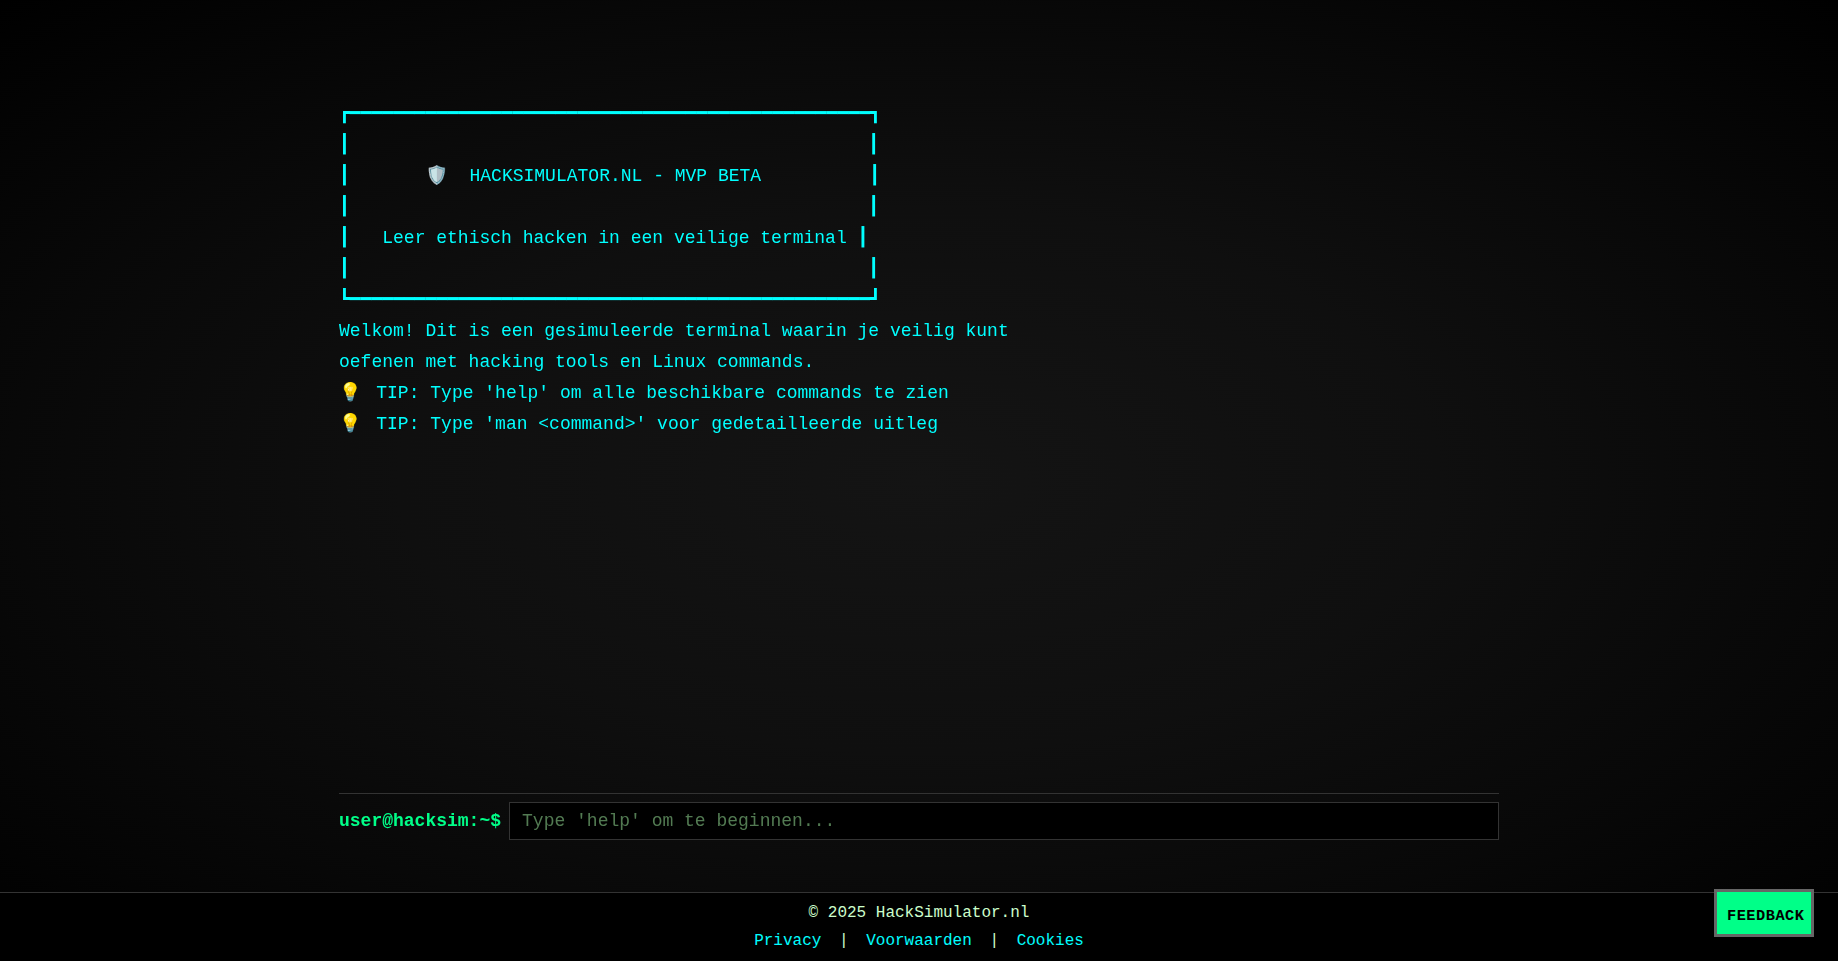 🛡️ HACKSIMULATOR.NL - MVP BETA
Leer ethisch hacken in een veilige terminal
Welkom! Dit is een gesimuleerde terminal waarin je veilig kunt
oefenen met hacking tools en Linux commands.
💡 TIP: Type 'help' om alle beschikbare commands te zien
💡 TIP: Type 'man <command>' voor gedetailleerde uitleg
user@hacksim:~$ Type 'help' om te beginnen...
© 2025 HackSimulator.nl
Privacy | Voorwaarden | Cookies
FEEDBACK